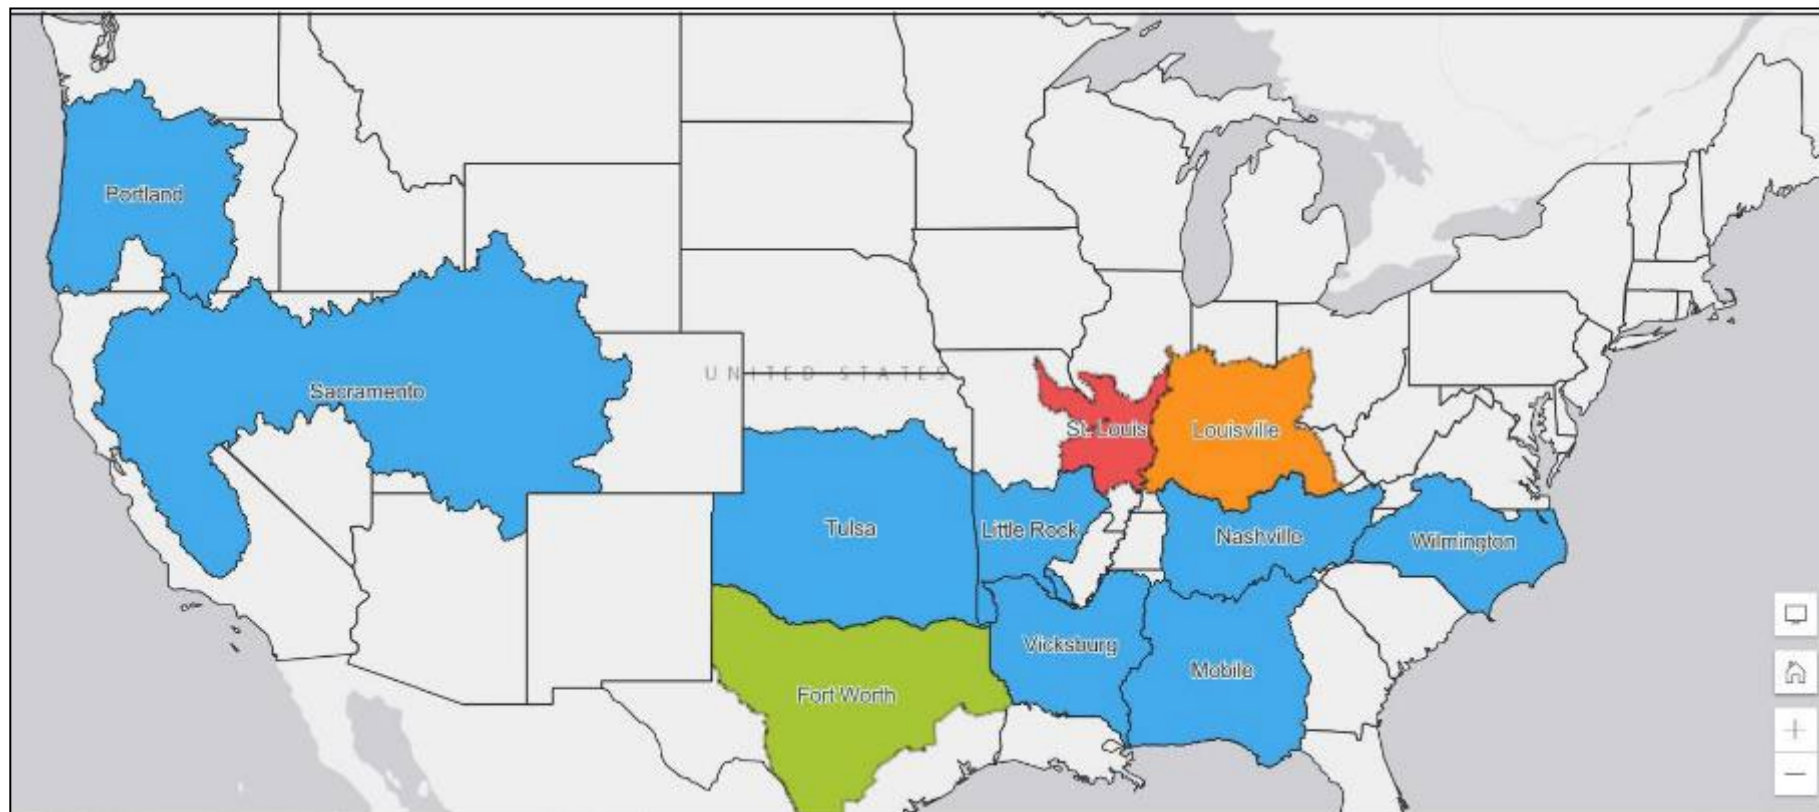 Portland
Sacramento
UNITED STATES
St. Louis
Louisville
Tulsa
Little Rock
Nashville
Wilmington
Vicksburg
Mobile
Fort Worth